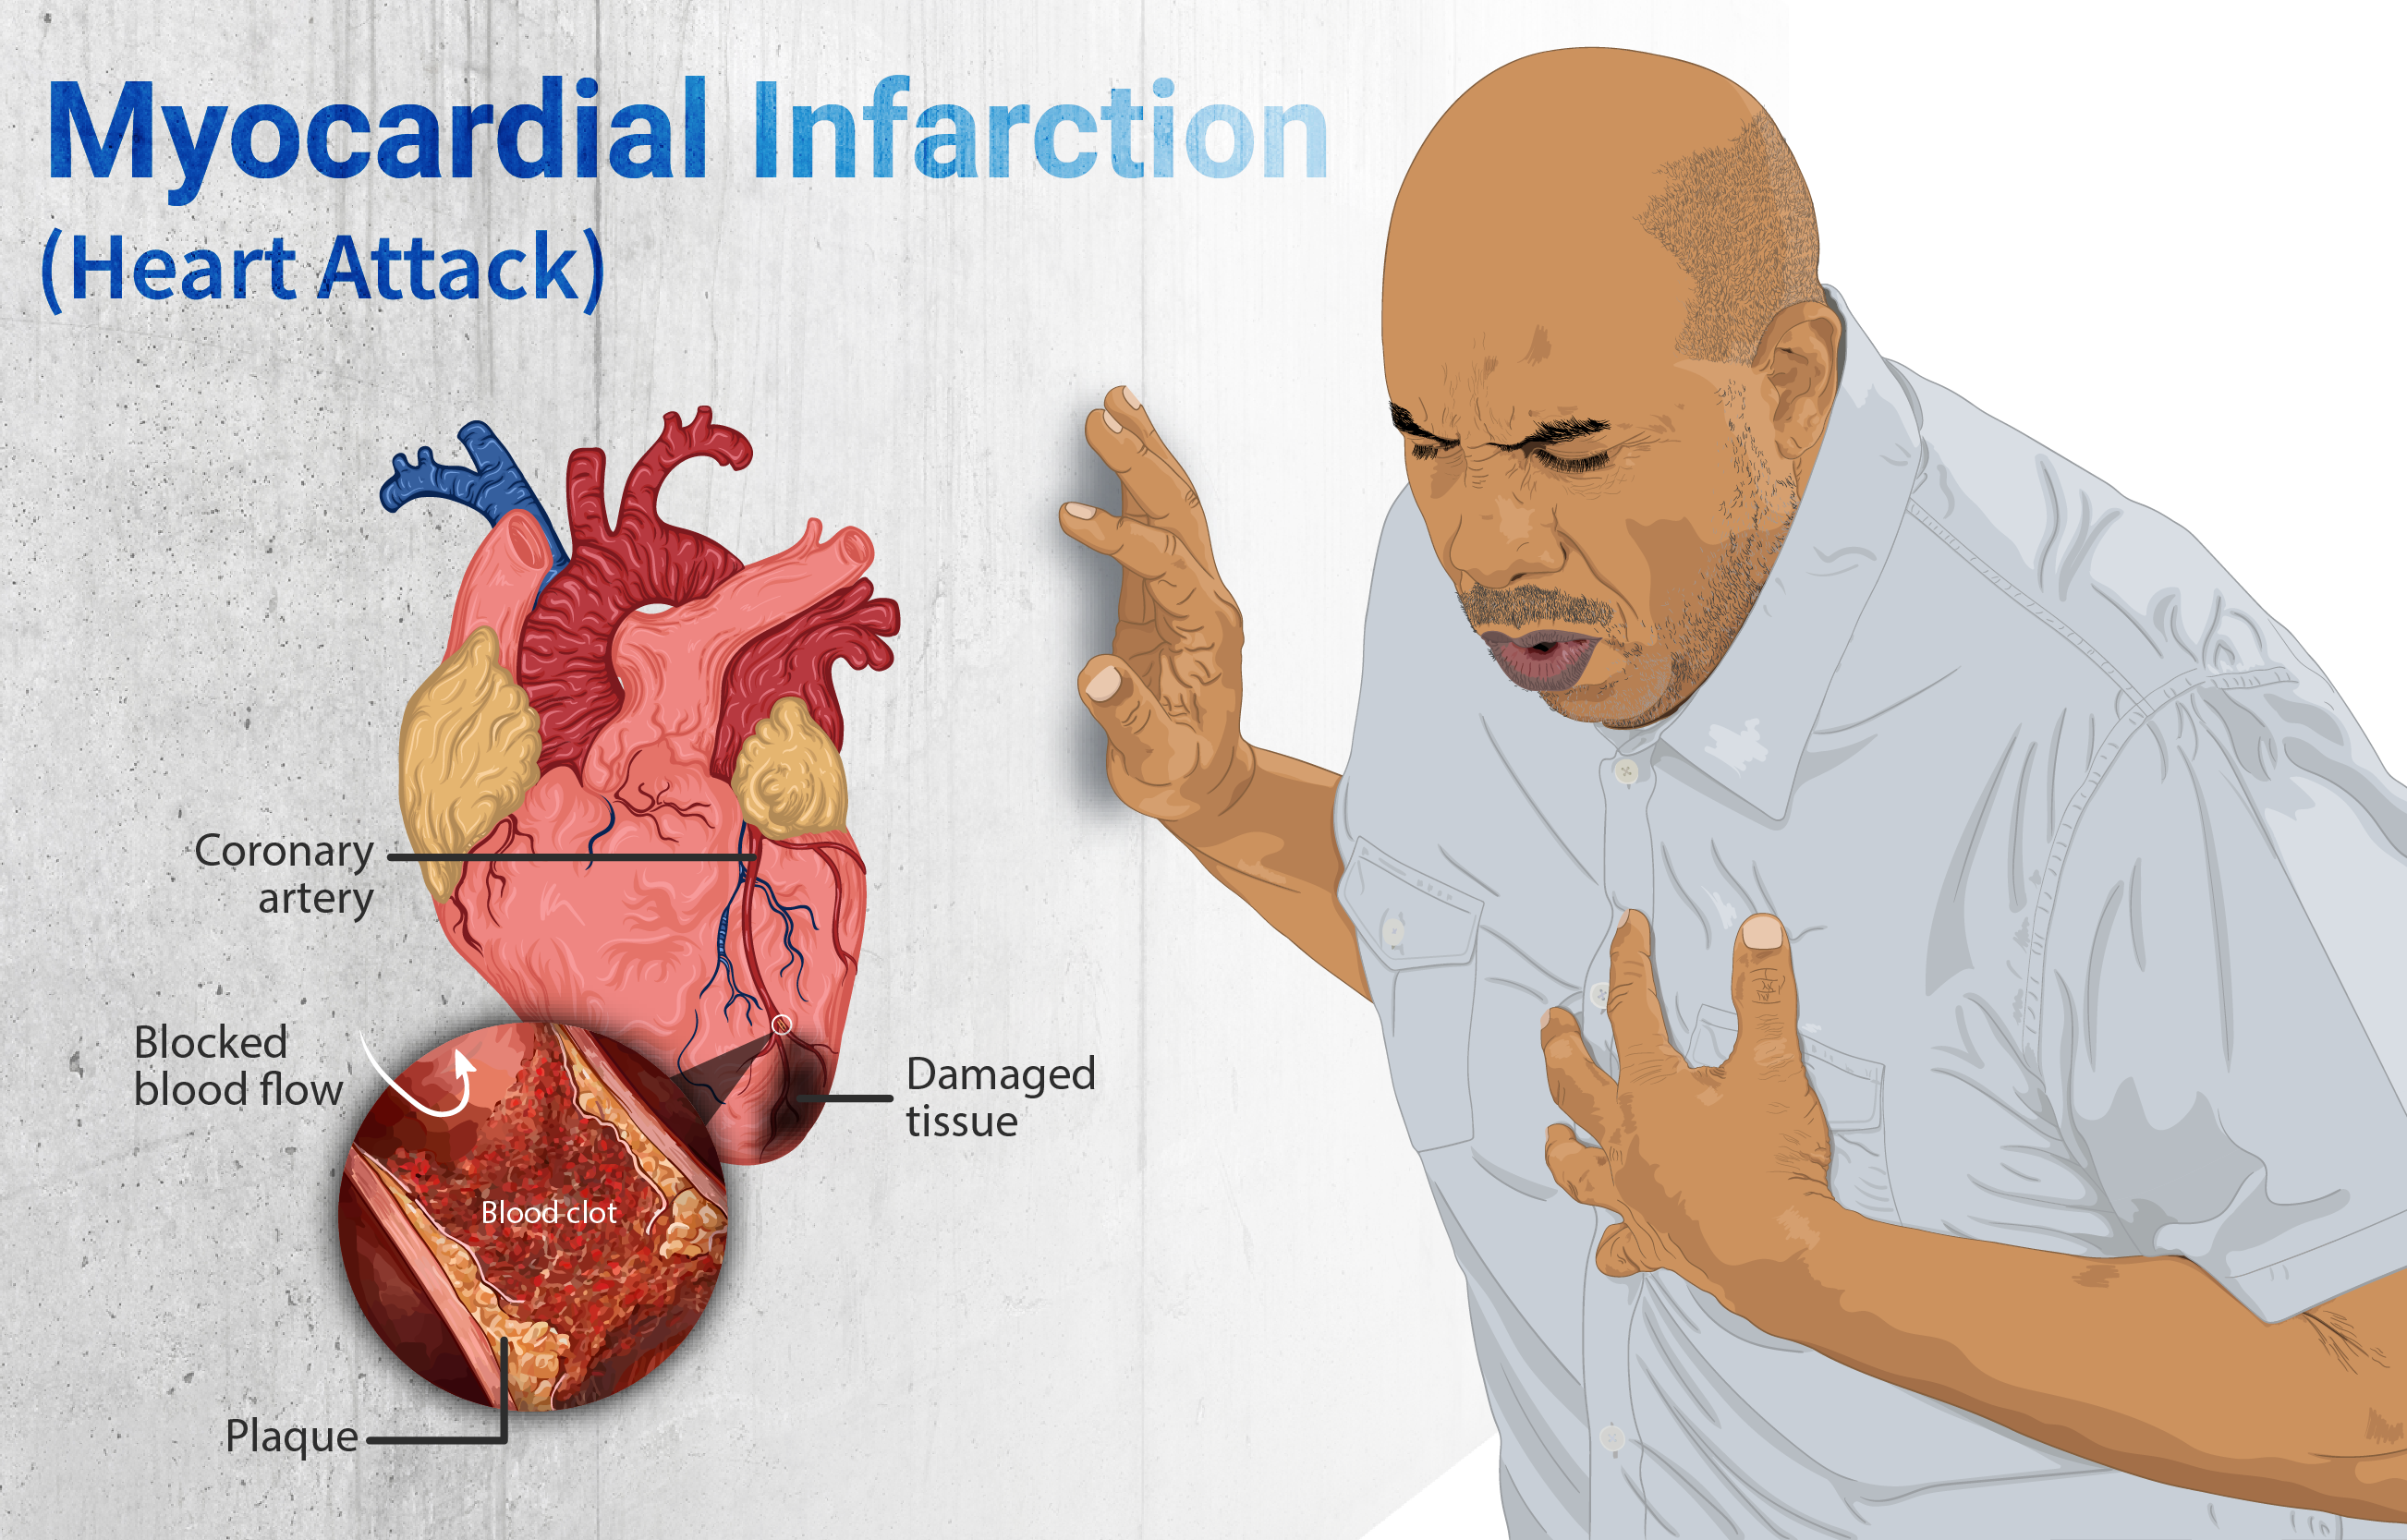 Myocardial Infarction
(Heart Attack)
Coronary
artery
Blocked
blood flow
Damaged
tissue
Blood clot
Plaque